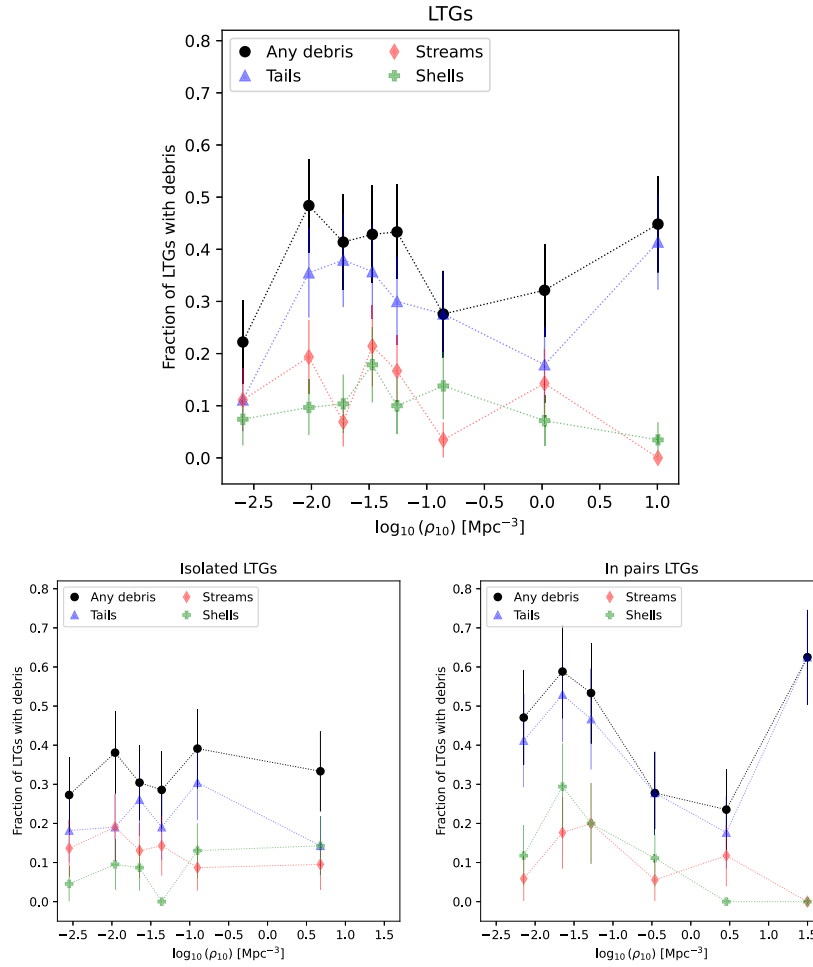 LTGs
Any debris
Tails
Streams
Shells
Fraction of LTGs with debris
0.8
0.7
0.6
0.5
0.4
0.3
0.2
0.1
0.0
−2.5 −2.0 −1.5 −1.0 −0.5 0.0 0.5 1.0
log₁₀(ρ₁₀) [Mpc⁻³]
Isolated LTGs
Any debris
Tails
Streams
Shells
Fraction of LTGs with debris
0.8
0.7
0.6
0.5
0.4
0.3
0.2
0.1
0.0
−2.5 −2.0 −1.5 −1.0 −0.5 0.0 0.5 1.0 1.5
log₁₀(ρ₁₀) [Mpc⁻³]
In pairs LTGs
Any debris
Tails
Streams
Shells
Fraction of LTGs with debris
0.8
0.7
0.6
0.5
0.4
0.3
0.2
0.1
0.0
−2.5 −2.0 −1.5 −1.0 −0.5 0.0 0.5 1.0 1.5
log₁₀(ρ₁₀) [Mpc⁻³]